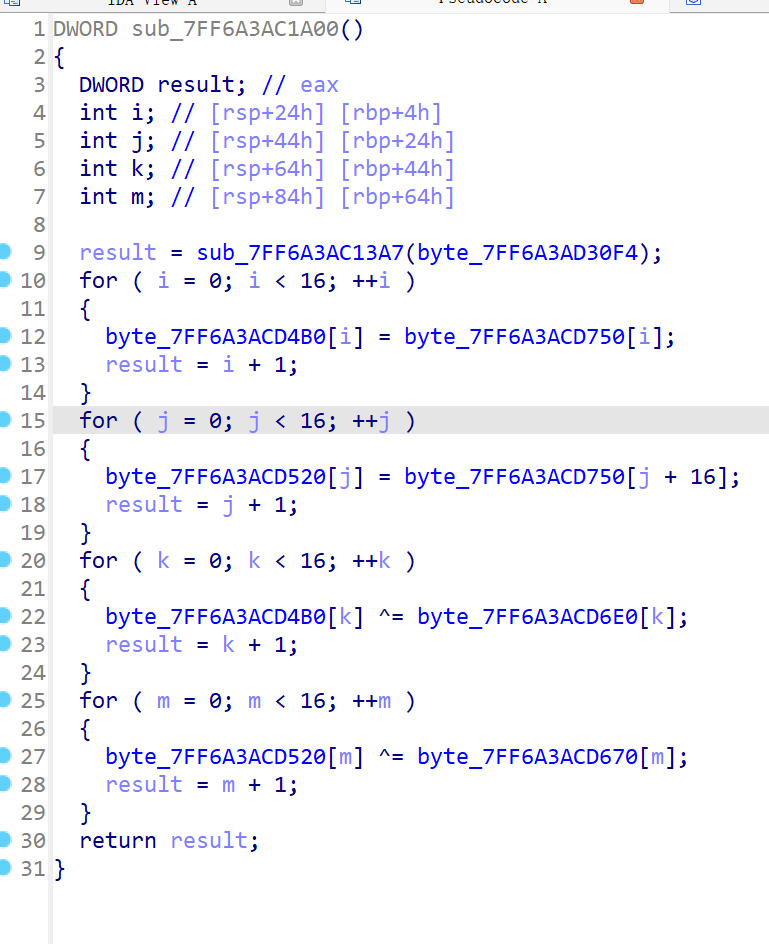 IDA View A
Pseudocode A
1 DWORD sub_7FF6A3AC1A00()
2 {
3 DWORD result; // eax
4 int i; // [rsp+24h] [rbp+4h]
5 int j; // [rsp+44h] [rbp+24h]
6 int k; // [rsp+64h] [rbp+44h]
7 int m; // [rsp+84h] [rbp+64h]
8
9 result = sub_7FF6A3AC13A7(byte_7FF6A3AD30F4);
10 for ( i = 0; i < 16; ++i )
11 {
12 byte_7FF6A3ACD4B0[i] = byte_7FF6A3ACD750[i];
13 result = i + 1;
14 }
15 for ( j = 0; j < 16; ++j )
16 {
17 byte_7FF6A3ACD520[j] = byte_7FF6A3ACD750[j + 16];
18 result = j + 1;
19 }
20 for ( k = 0; k < 16; ++k )
21 {
22 byte_7FF6A3ACD4B0[k] ^= byte_7FF6A3ACD6E0[k];
23 result = k + 1;
24 }
25 for ( m = 0; m < 16; ++m )
26 {
27 byte_7FF6A3ACD520[m] ^= byte_7FF6A3ACD670[m];
28 result = m + 1;
29 }
30 return result;
31 }